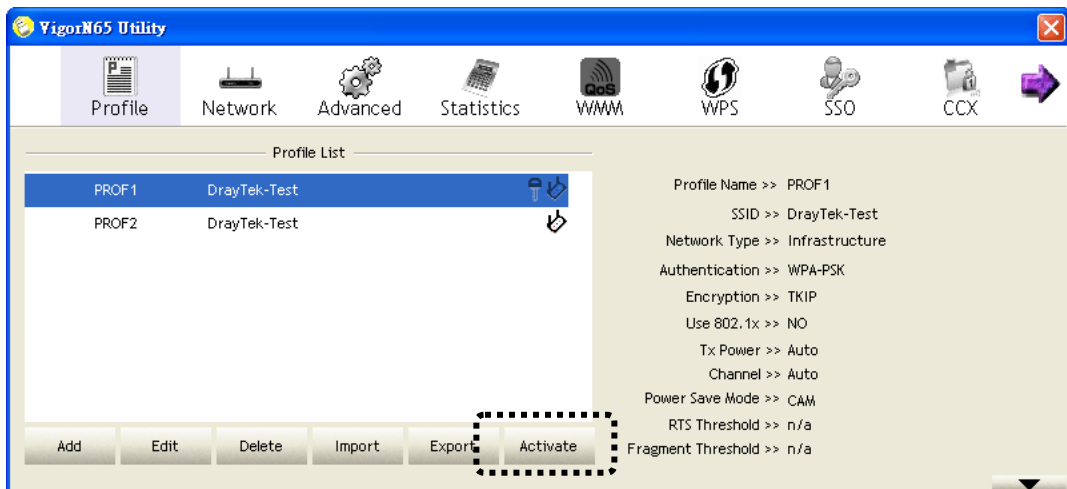 VigorN65 Utility
Profile Network Advanced Statistics QoS WMM WPS SSO CCX
Profile List
PROF1 DrayTek-Test
PROF2 DrayTek-Test
Profile Name >> PROF1
SSID >> DrayTek-Test
Network Type >> Infrastructure
Authentication >> WPA-PSK
Encryption >> TKIP
Use 802.1x >> NO
Tx Power >> Auto
Channel >> Auto
Power Save Mode >> CAM
RTS Threshold >> n/a
Fragment Threshold >> n/a
Add Edit Delete Import Export Activate